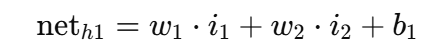 net_{h1} = w_1 · i_1 + w_2 · i_2 + b_1